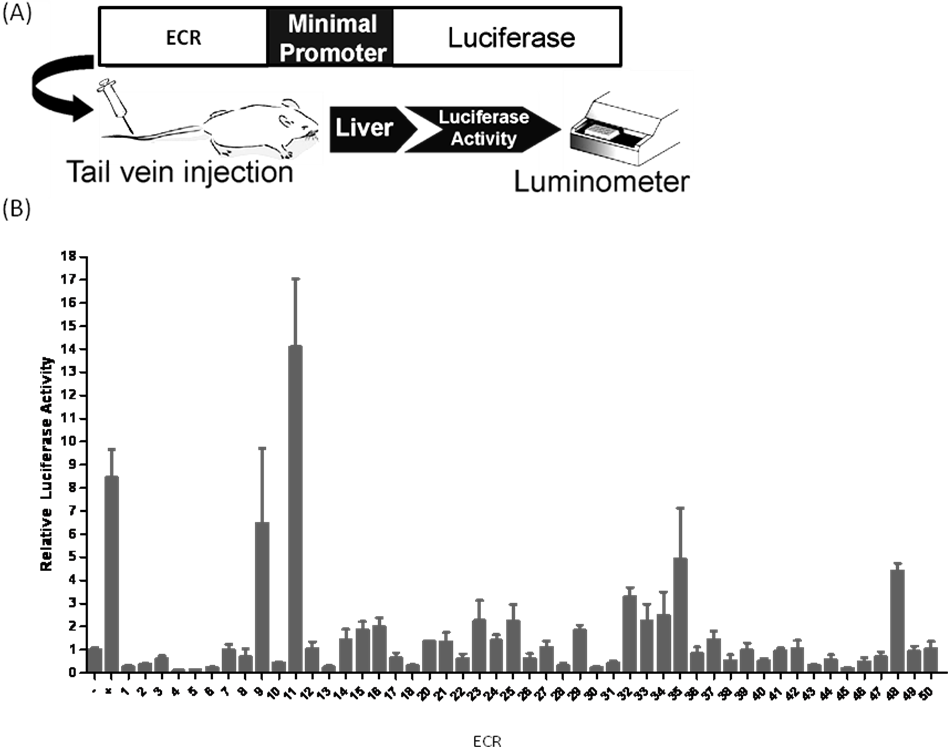 (A)
ECR
Minimal
Promoter
Luciferase
Liver
Luciferase
Activity
Tail vein injection
Luminometer
(B)
Relative Luciferase Activity
18
17
16
15
14
13
12
11
10
9
8
7
6
5
4
3
2
1
0
- + 1 2 3 4 5 6 7 8 9 10 11 12 13 14 15 16 17 18 20 21 22 23 24 25 26 27 28 29 30 31 32 33 34 35 36 37 38 39 40 41 42 43 44 45 46 47 48 49 50
ECR